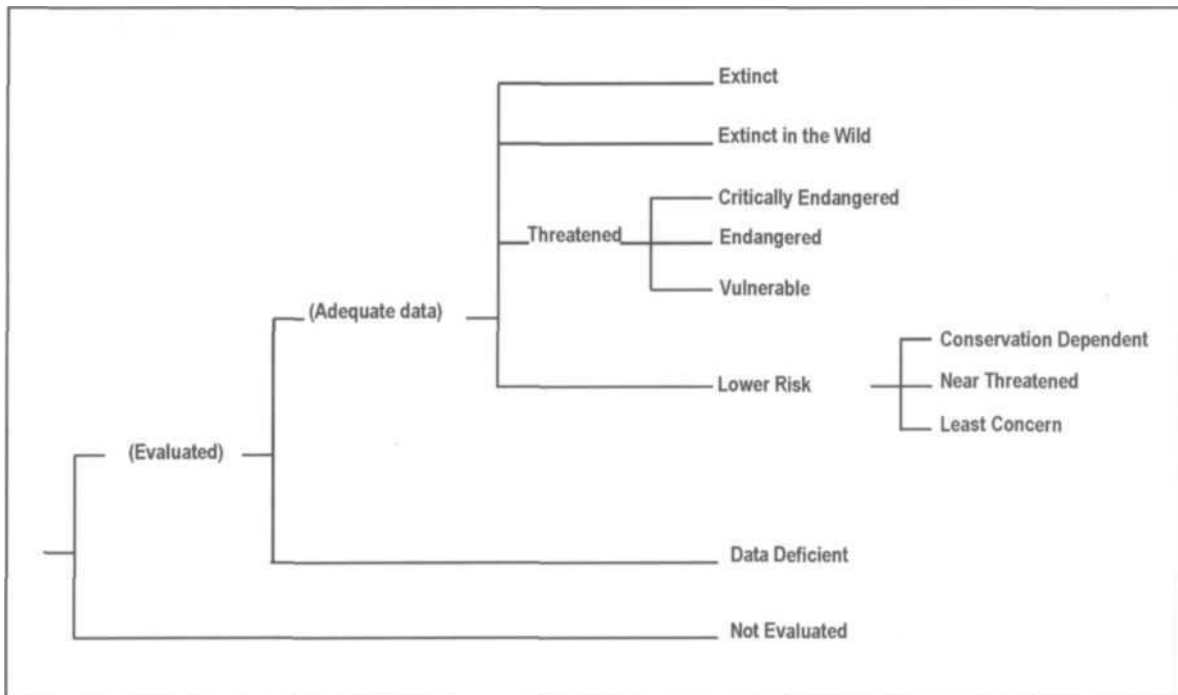 Extinct
Extinct in the Wild
Critically Endangered
Threatened
Endangered
Vulnerable
(Adequate data)
Conservation Dependent
Lower Risk
Near Threatened
Least Concern
(Evaluated)
Data Deficient
Not Evaluated